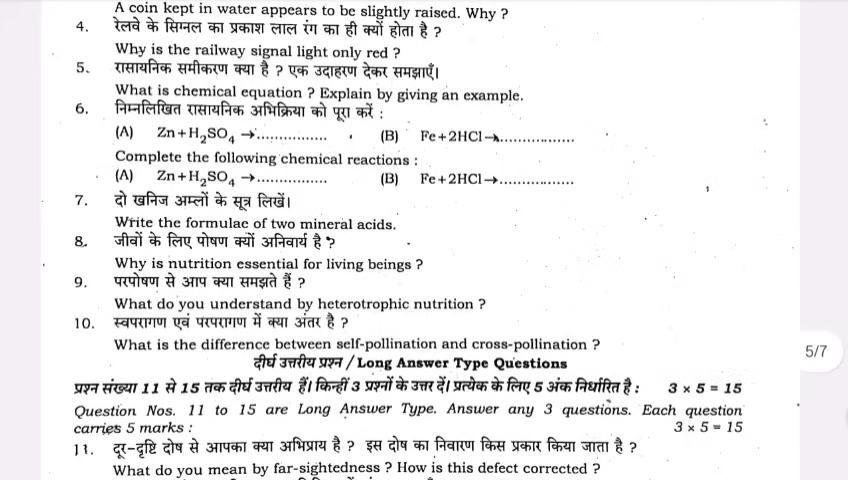 A coin kept in water appears to be slightly raised. Why ?
4. रेलवे के सिग्नल का प्रकाश लाल रंग का ही क्यों होता है ?
Why is the railway signal light only red ?
5. रासायनिक समीकरण क्या है ? एक उदाहरण देकर समझाएँ।
What is chemical equation ? Explain by giving an example.
6. निम्नलिखित रासायनिक अभिक्रिया को पूरा करें :
(A) Zn+H₂SO₄ →................ (B) Fe+2HCl→..................
Complete the following chemical reactions :
(A) Zn+H₂SO₄ →................ (B) Fe+2HCl→..................
7. दो खनिज अम्लों के सूत्र लिखें।
Write the formulae of two mineral acids.
8. जीवों के लिए पोषण क्यों अनिवार्य है ?
Why is nutrition essential for living beings ?
9. परपोषण से आप क्या समझते हैं ?
What do you understand by heterotrophic nutrition ?
10. स्वपरागण एवं परपरागण में क्या अंतर है ?
What is the difference between self-pollination and cross-pollination ?
5/7
दीर्घ उत्तरीय प्रश्न / Long Answer Type Questions
प्रश्न संख्या 11 से 15 तक दीर्घ उत्तरीय हैं। किन्हीं 3 प्रश्नों के उत्तर दें। प्रत्येक के लिए 5 अंक निर्धारित है : 3 × 5 = 15
Question Nos. 11 to 15 are Long Answer Type. Answer any 3 questions. Each question
carries 5 marks : 3 × 5 = 15
11. दूर-दृष्टि दोष से आपका क्या अभिप्राय है ? इस दोष का निवारण किस प्रकार किया जाता है ?
What do you mean by far-sightedness ? How is this defect corrected ?